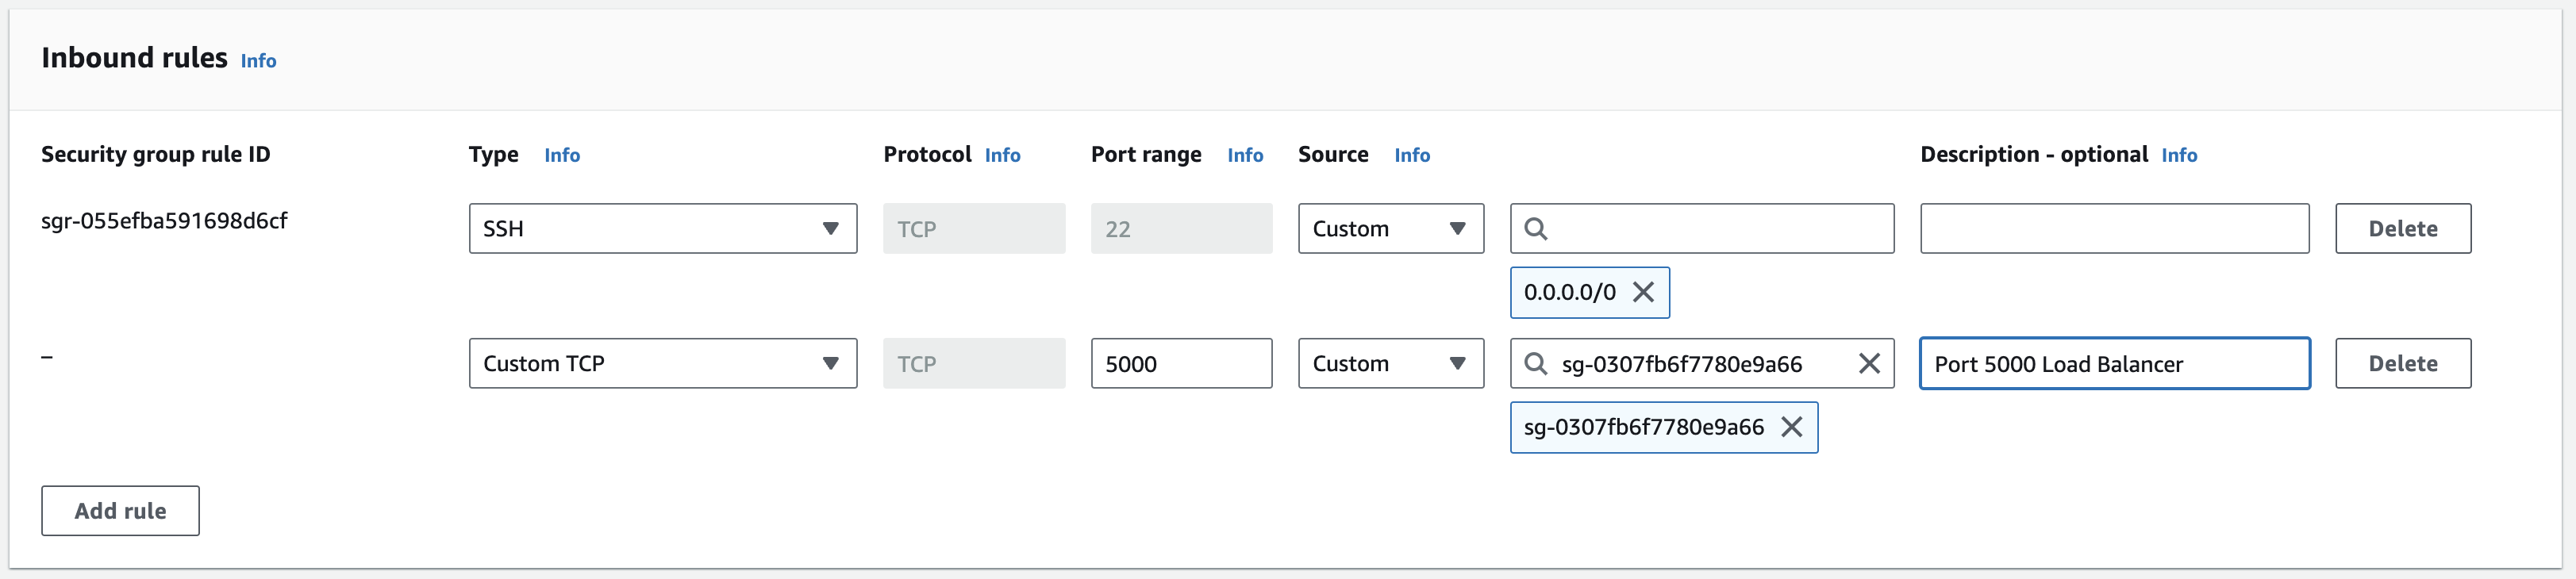 Inbound rules Info
Security group rule ID Type Info Protocol Info Port range Info Source Info Description - optional Info
sgr-055efba591698d6cf SSH TCP 22 Custom Delete
0.0.0.0/0
– Custom TCP TCP 5000 Custom sg-0307fb6f7780e9a66 Port 5000 Load Balancer Delete
sg-0307fb6f7780e9a66
Add rule